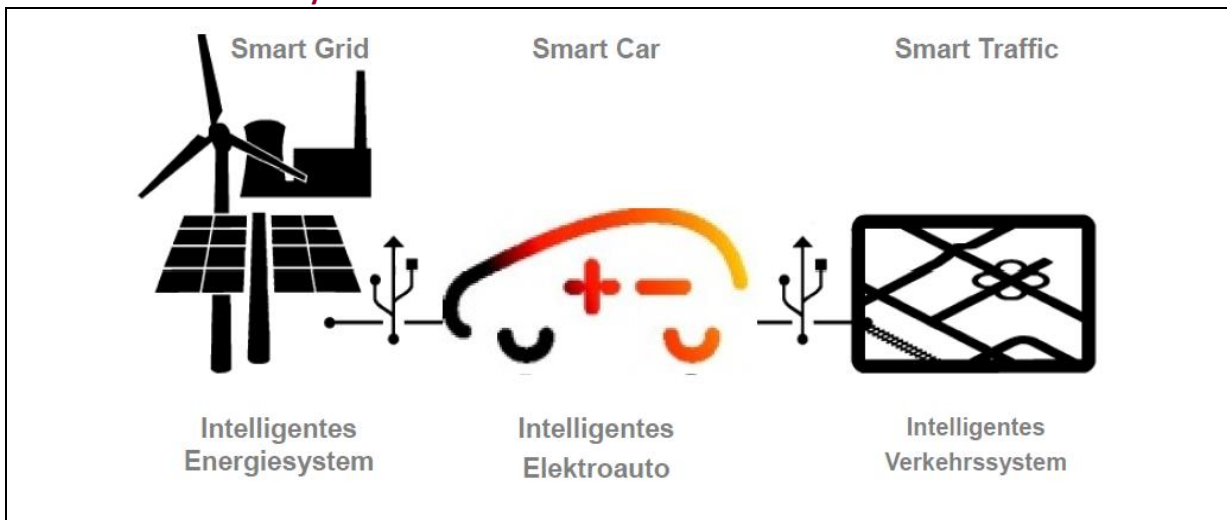 Smart Grid
Smart Car
Smart Traffic
Intelligentes
Energiesystem
Intelligentes
Elektroauto
Intelligentes
Verkehrssystem